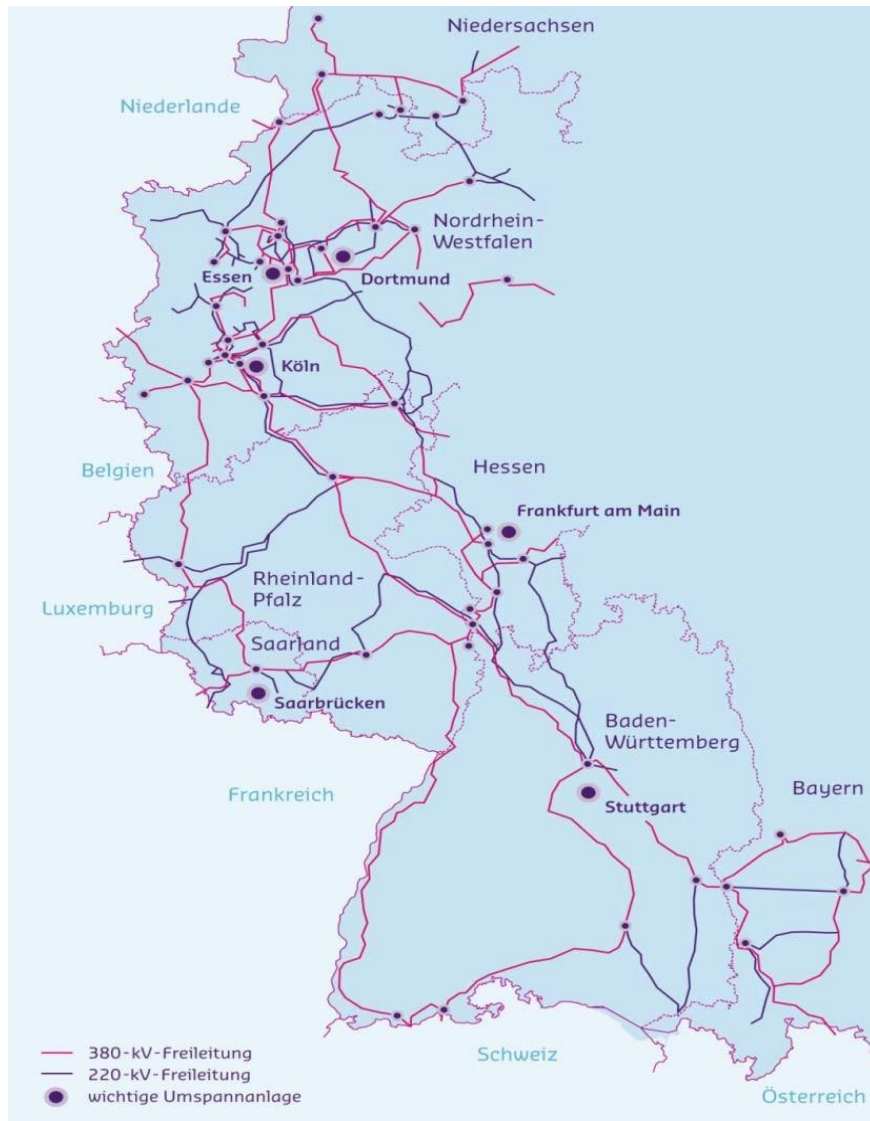 Niedersachsen
Niederlande
Nordrhein-
Westfalen
Essen
Dortmund
Köln
Belgien
Hessen
Frankfurt am Main
Rheinland-
Pfalz
Luxemburg
Saarland
Saarbrücken
Baden-
Württemberg
Frankreich
Bayern
Stuttgart
380-kV-Freileitung
220-kV-Freileitung
wichtige Umspannanlage
Schweiz
Österreich